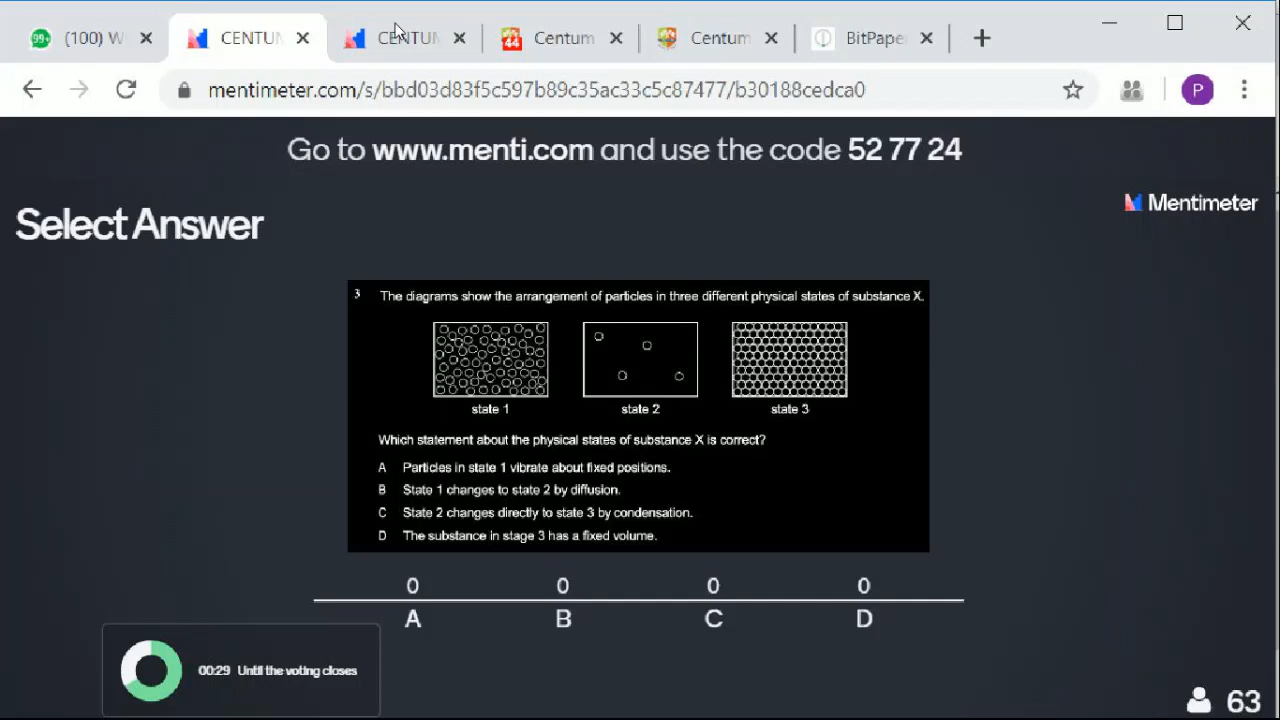 (100) W
CENTUM
CENTUM
44
Centum
Centum
BitPape
mentimeter.com/s/bbd03d83f5c597b89c35ac33c5c87477/b30188cedca0
P
Go to www.menti.com and use the code 52 77 24
Mentimeter
Select Answer
3 The diagrams show the arrangement of particles in three different physical states of substance X.
state 1 state 2 state 3
Which statement about the physical states of substance X is correct?
A Particles in state 1 vibrate about fixed positions.
B State 1 changes to state 2 by diffusion.
C State 2 changes directly to state 3 by condensation.
D The substance in stage 3 has a fixed volume.
0 0 0 0
A B C D
00:29 Until the voting closes
63